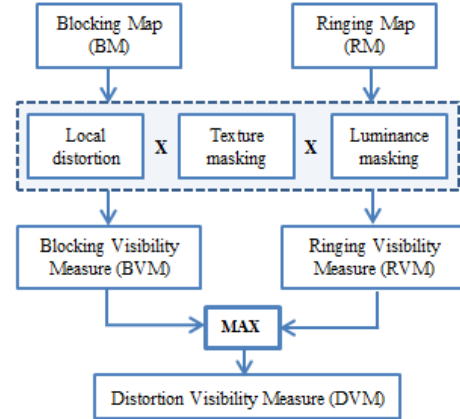 Blocking Map
(BM)
Ringing Map
(RM)
Local
distortion
X
Texture
masking
X
Luminance
masking
Blocking Visibility
Measure (BVM)
Ringing Visibility
Measure (RVM)
MAX
Distortion Visibility Measure (DVM)